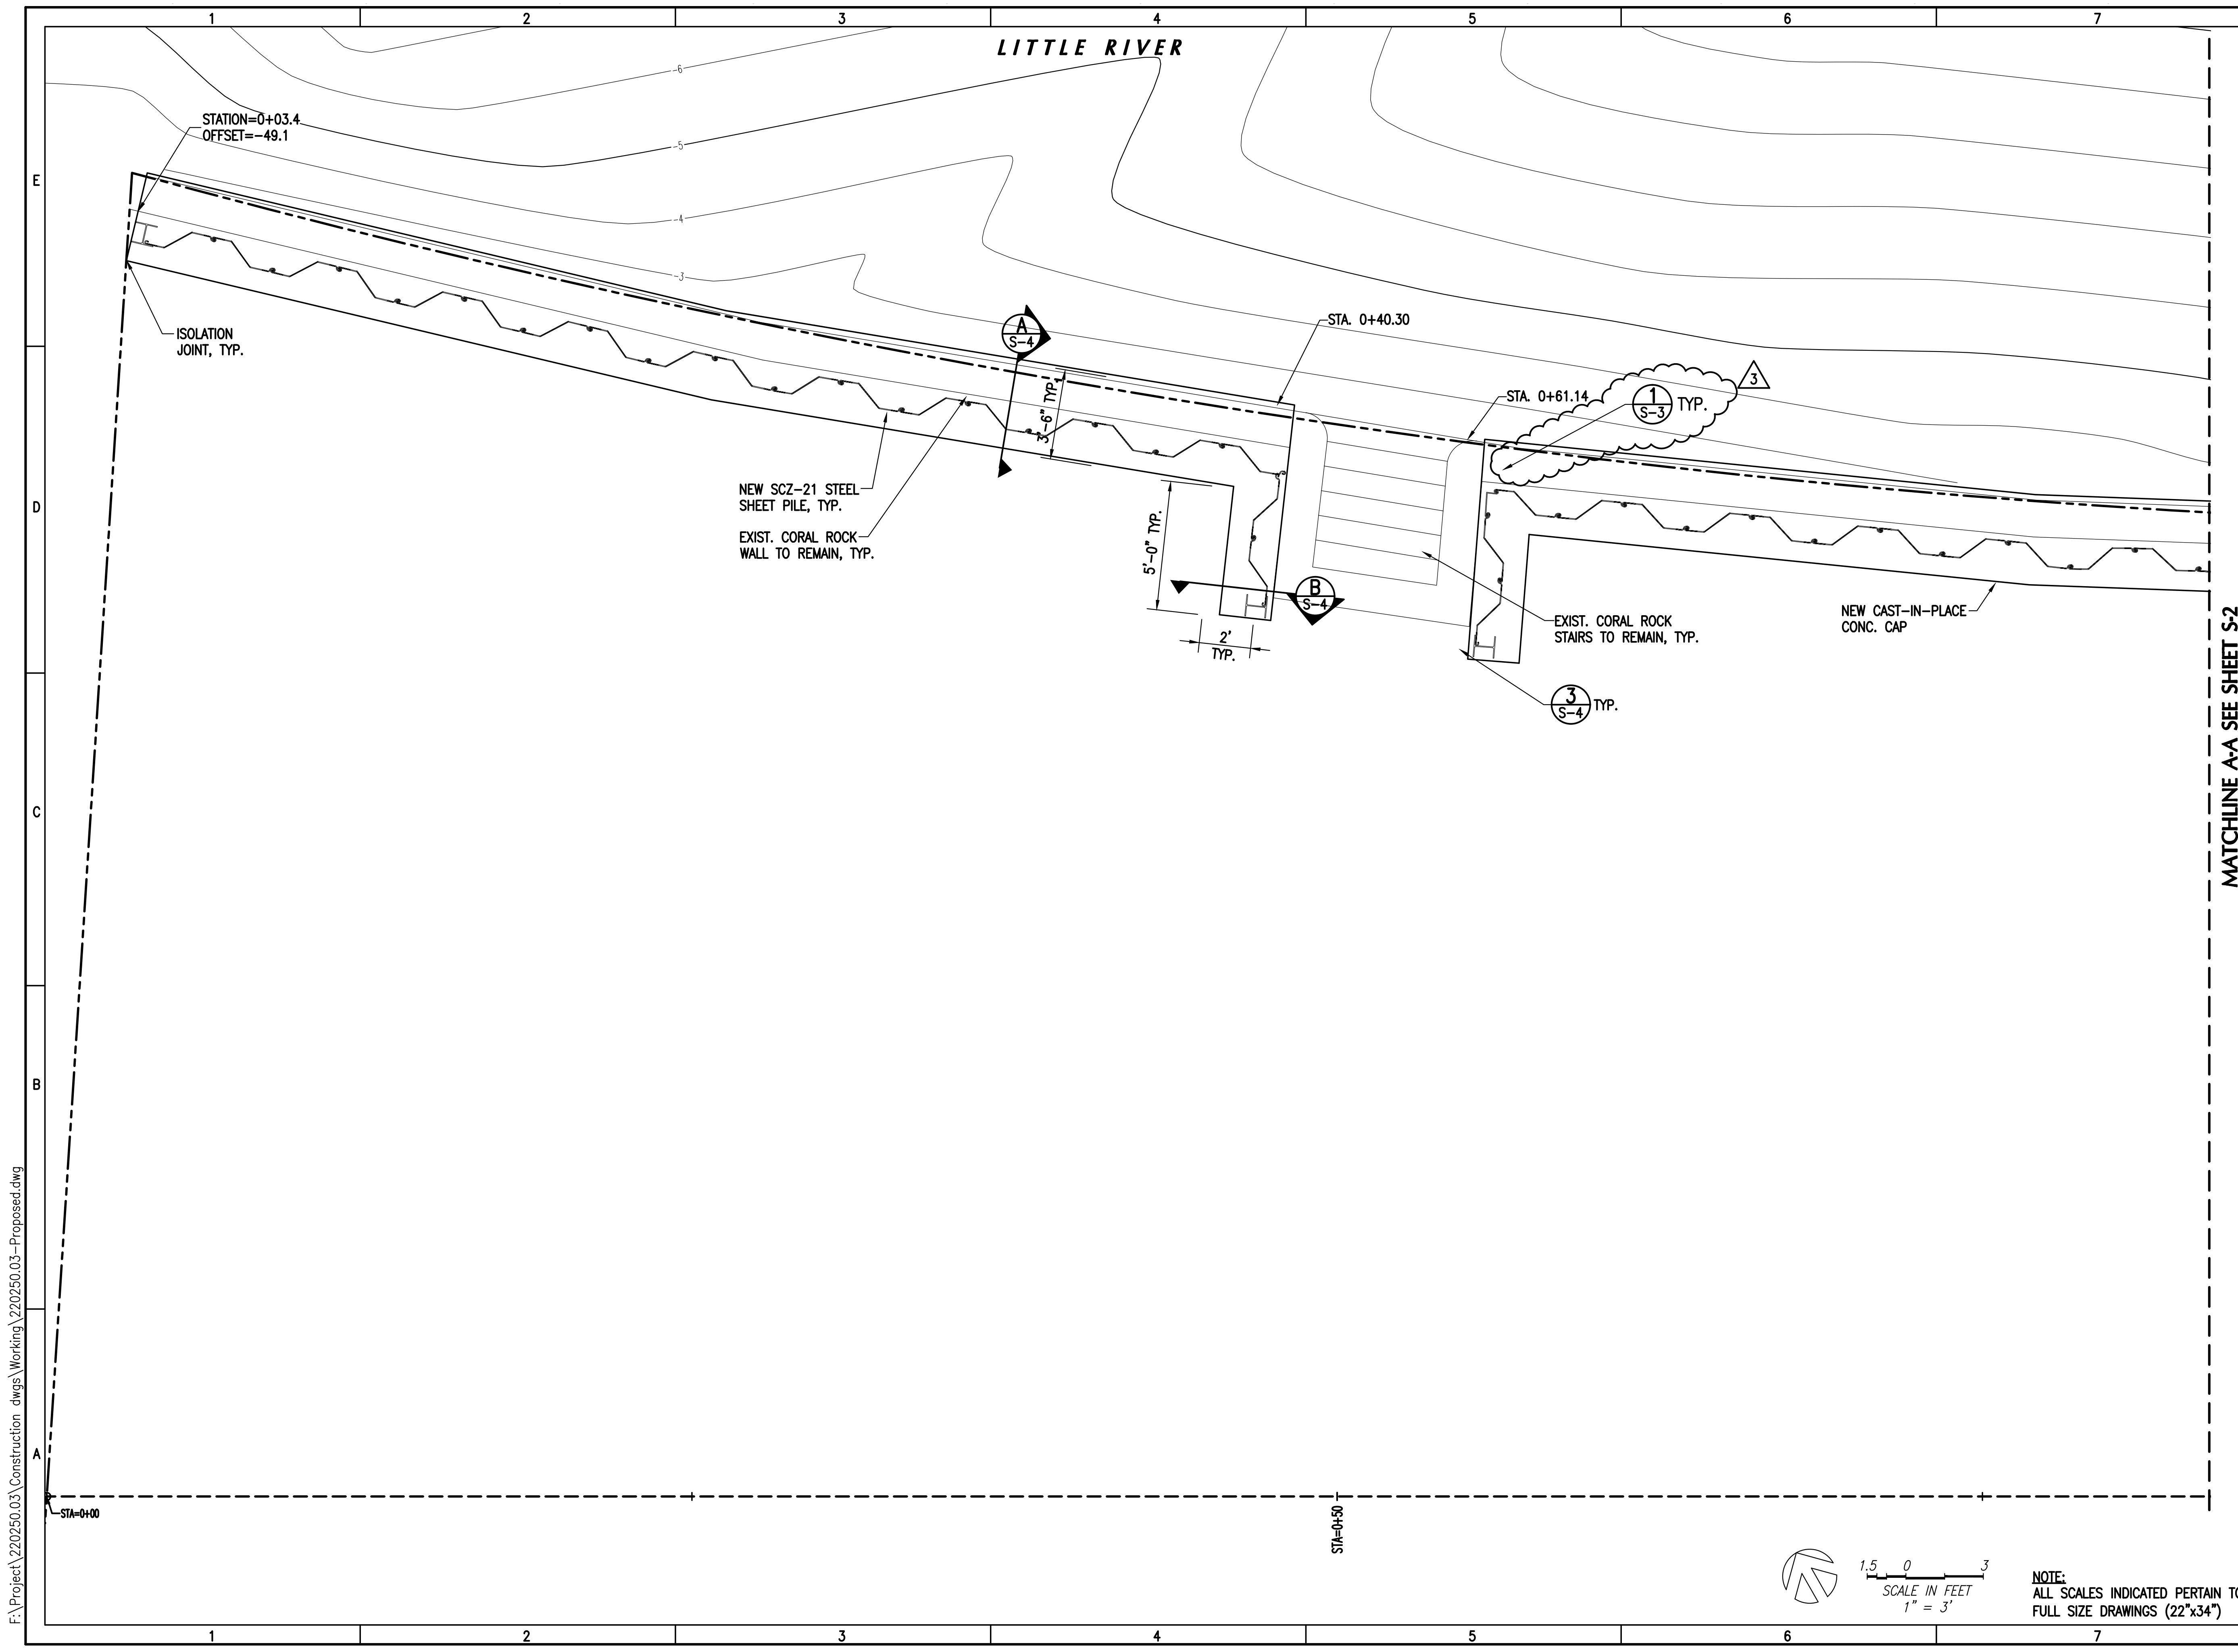 1 2 3 4 5 6 7
LITTLE RIVER
-6
-5
-4
-3
STATION=0+03.4
OFFSET=-49.1
E
ISOLATION
JOINT, TYP.
A
S-4
3'-6" TYP.
STA. 0+40.30
STA. 0+61.14
1
S-3
TYP.
3
D
NEW SCZ-21 STEEL
SHEET PILE, TYP.
EXIST. CORAL ROCK
WALL TO REMAIN, TYP.
5'-0" TYP.
B
S-4
2'
TYP.
EXIST. CORAL ROCK
STAIRS TO REMAIN, TYP.
NEW CAST-IN-PLACE
CONC. CAP
3
S-4
TYP.
MATCHLINE A-A SEE SHEET S-2
C
B
A
F:\Project\220250.03\Construction dwgs\Working\220250.03-Proposed.dwg
STA=0+00
STA=0+50
1.5 0 3
SCALE IN FEET
1" = 3'
NOTE:
ALL SCALES INDICATED PERTAIN TO
FULL SIZE DRAWINGS (22"x34")
1 2 3 4 5 6 7